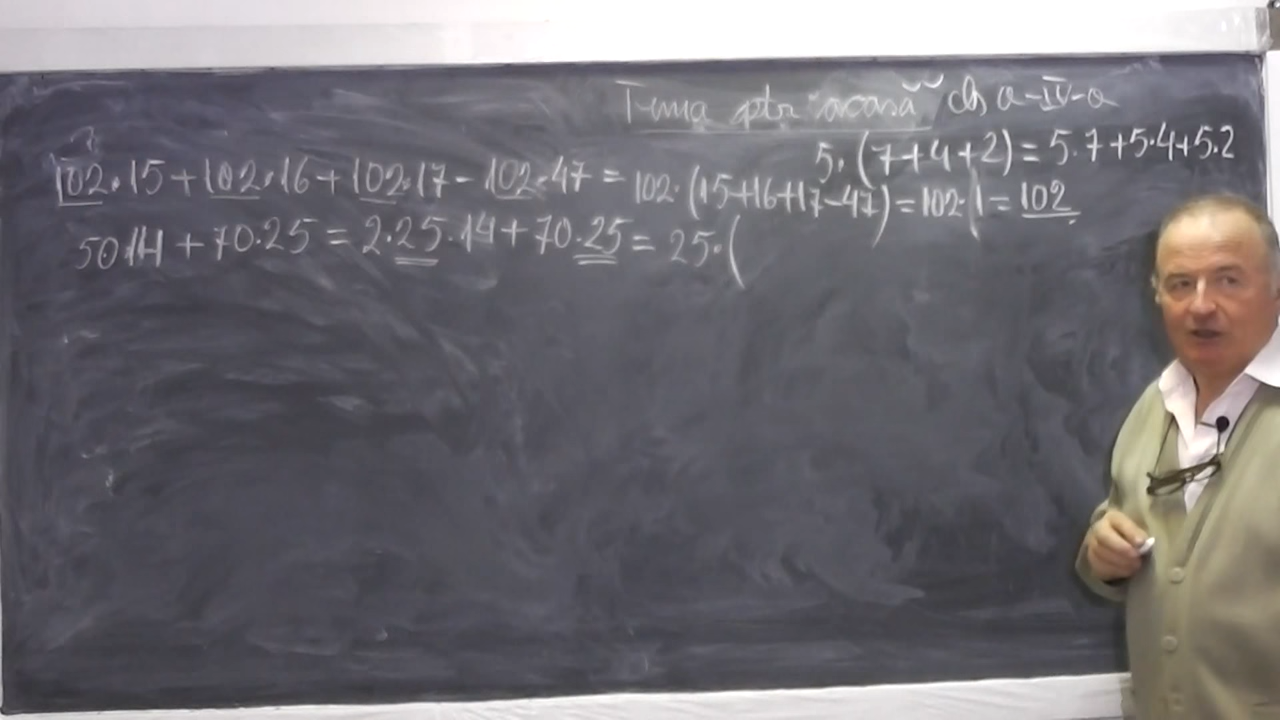 Tema ptr acasă cls a-IV-a
5·(7+4+2)=5·7+5·4+5·2
102·15+102·16+102·17-102·47=102·(15+16+17-47)=102·1=102
50·14+70·25=2·25·14+70·25=25·(